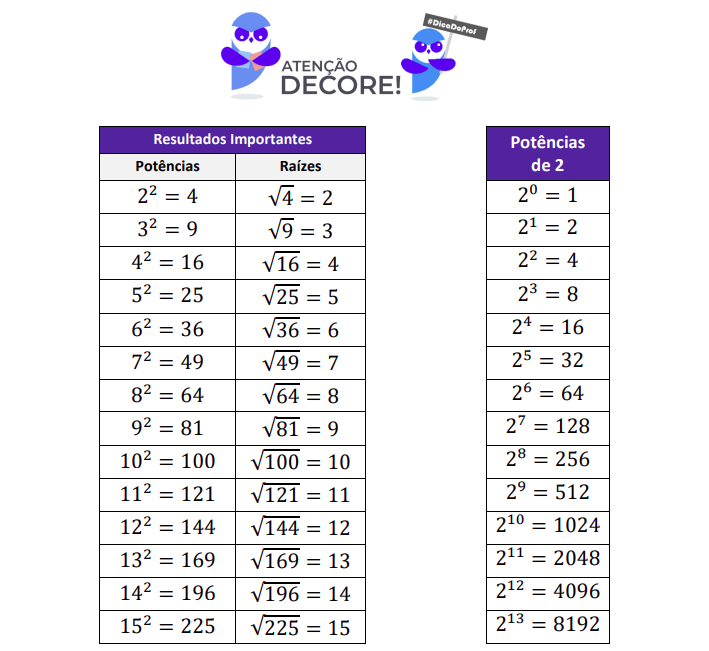 #DicaDoProf
ATENÇÃO
DECORE!
Resultados Importantes
Potências Raízes
2² = 4 √4 = 2
3² = 9 √9 = 3
4² = 16 √16 = 4
5² = 25 √25 = 5
6² = 36 √36 = 6
7² = 49 √49 = 7
8² = 64 √64 = 8
9² = 81 √81 = 9
10² = 100 √100 = 10
11² = 121 √121 = 11
12² = 144 √144 = 12
13² = 169 √169 = 13
14² = 196 √196 = 14
15² = 225 √225 = 15
Potências
de 2
2⁰ = 1
2¹ = 2
2² = 4
2³ = 8
2⁴ = 16
2⁵ = 32
2⁶ = 64
2⁷ = 128
2⁸ = 256
2⁹ = 512
2¹⁰ = 1024
2¹¹ = 2048
2¹² = 4096
2¹³ = 8192